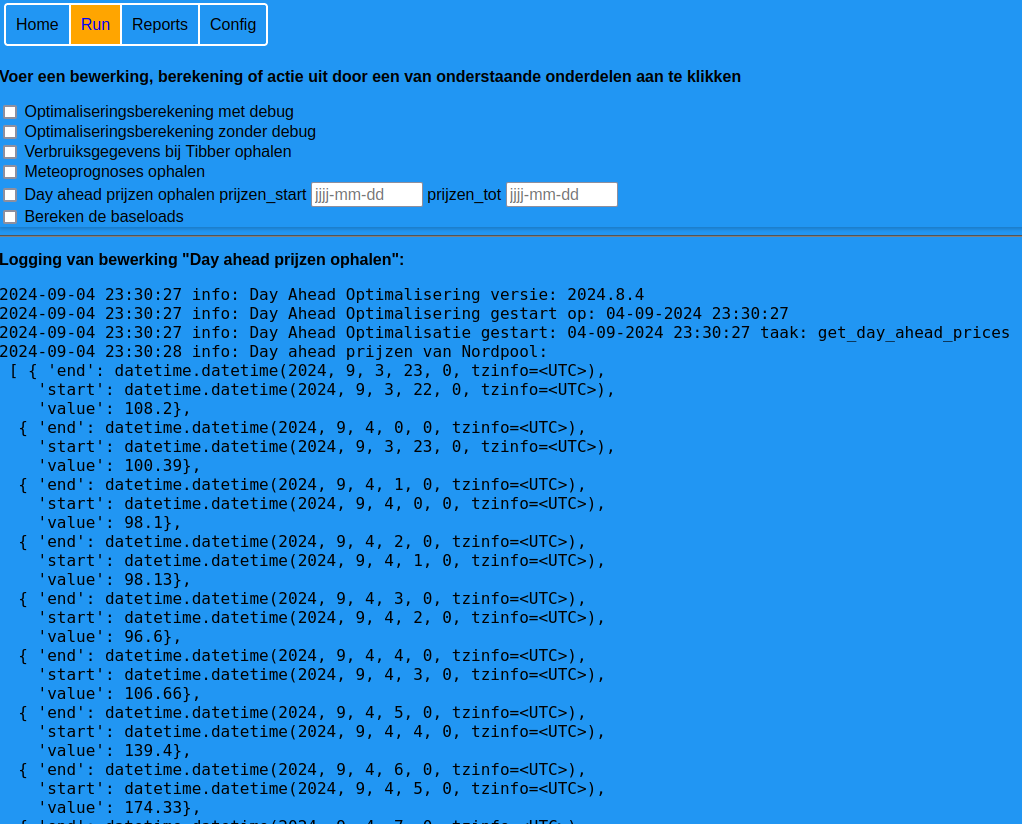 Home Run Reports Config
Voer een bewerking, berekening of actie uit door een van onderstaande onderdelen aan te klikken
Optimaliseringsberekening met debug
Optimaliseringsberekening zonder debug
Verbruiksgegevens bij Tibber ophalen
Meteoprognoses ophalen
Day ahead prijzen ophalen prijzen_start jjjj-mm-dd prijzen_tot jjjj-mm-dd
Bereken de baseloads
Logging van bewerking "Day ahead prijzen ophalen":
2024-09-04 23:30:27 info: Day Ahead Optimalisering versie: 2024.8.4
2024-09-04 23:30:27 info: Day Ahead Optimalisering gestart op: 04-09-2024 23:30:27
2024-09-04 23:30:27 info: Day Ahead Optimalisatie gestart: 04-09-2024 23:30:27 taak: get_day_ahead_prices
2024-09-04 23:30:28 info: Day ahead prijzen van Nordpool:
[ { 'end': datetime.datetime(2024, 9, 3, 23, 0, tzinfo=<UTC>),
'start': datetime.datetime(2024, 9, 3, 22, 0, tzinfo=<UTC>),
'value': 108.2},
{ 'end': datetime.datetime(2024, 9, 4, 0, 0, tzinfo=<UTC>),
'start': datetime.datetime(2024, 9, 3, 23, 0, tzinfo=<UTC>),
'value': 100.39},
{ 'end': datetime.datetime(2024, 9, 4, 1, 0, tzinfo=<UTC>),
'start': datetime.datetime(2024, 9, 4, 0, 0, tzinfo=<UTC>),
'value': 98.1},
{ 'end': datetime.datetime(2024, 9, 4, 2, 0, tzinfo=<UTC>),
'start': datetime.datetime(2024, 9, 4, 1, 0, tzinfo=<UTC>),
'value': 98.13},
{ 'end': datetime.datetime(2024, 9, 4, 3, 0, tzinfo=<UTC>),
'start': datetime.datetime(2024, 9, 4, 2, 0, tzinfo=<UTC>),
'value': 96.6},
{ 'end': datetime.datetime(2024, 9, 4, 4, 0, tzinfo=<UTC>),
'start': datetime.datetime(2024, 9, 4, 3, 0, tzinfo=<UTC>),
'value': 106.66},
{ 'end': datetime.datetime(2024, 9, 4, 5, 0, tzinfo=<UTC>),
'start': datetime.datetime(2024, 9, 4, 4, 0, tzinfo=<UTC>),
'value': 139.4},
{ 'end': datetime.datetime(2024, 9, 4, 6, 0, tzinfo=<UTC>),
'start': datetime.datetime(2024, 9, 4, 5, 0, tzinfo=<UTC>),
'value': 174.33},